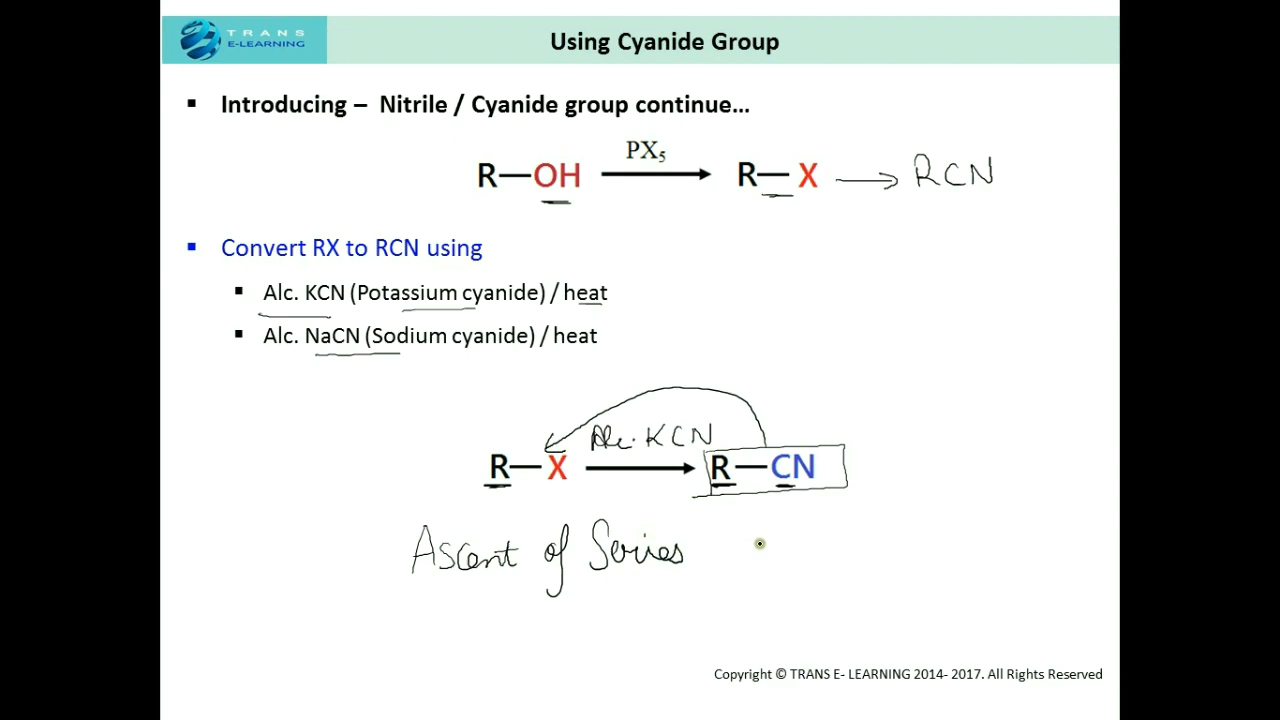 TRANS
E-LEARNING
Using Cyanide Group
▪ Introducing – Nitrile / Cyanide group continue...
PX₅
R—OH → R—X → RCN
▪ Convert RX to RCN using
▪ Alc. KCN (Potassium cyanide) / heat
▪ Alc. NaCN (Sodium cyanide) / heat
Alc. KCN
R—X → R—CN
Ascent of Series
Copyright © TRANS E- LEARNING 2014- 2017. All Rights Reserved